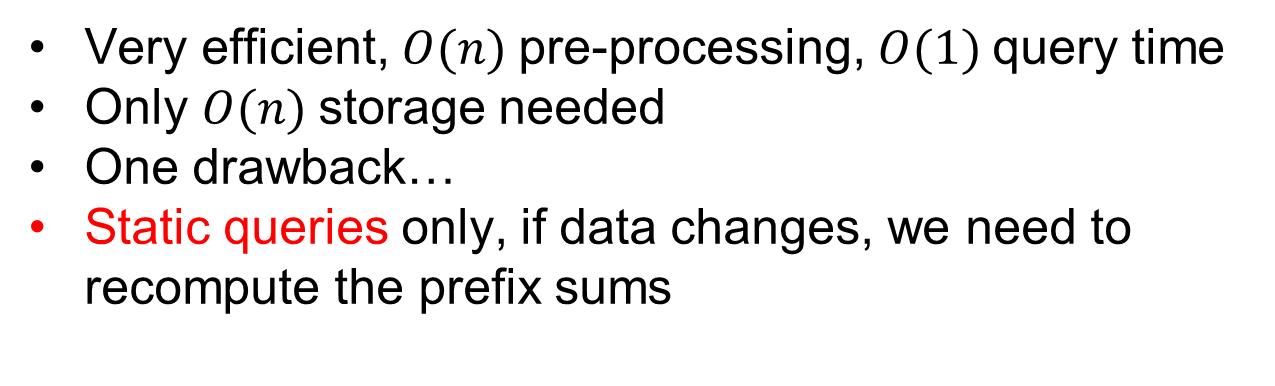 • Very efficient, 𝑂(𝑛) pre-processing, 𝑂(1) query time
• Only 𝑂(𝑛) storage needed
• One drawback…
• Static queries only, if data changes, we need to
recompute the prefix sums